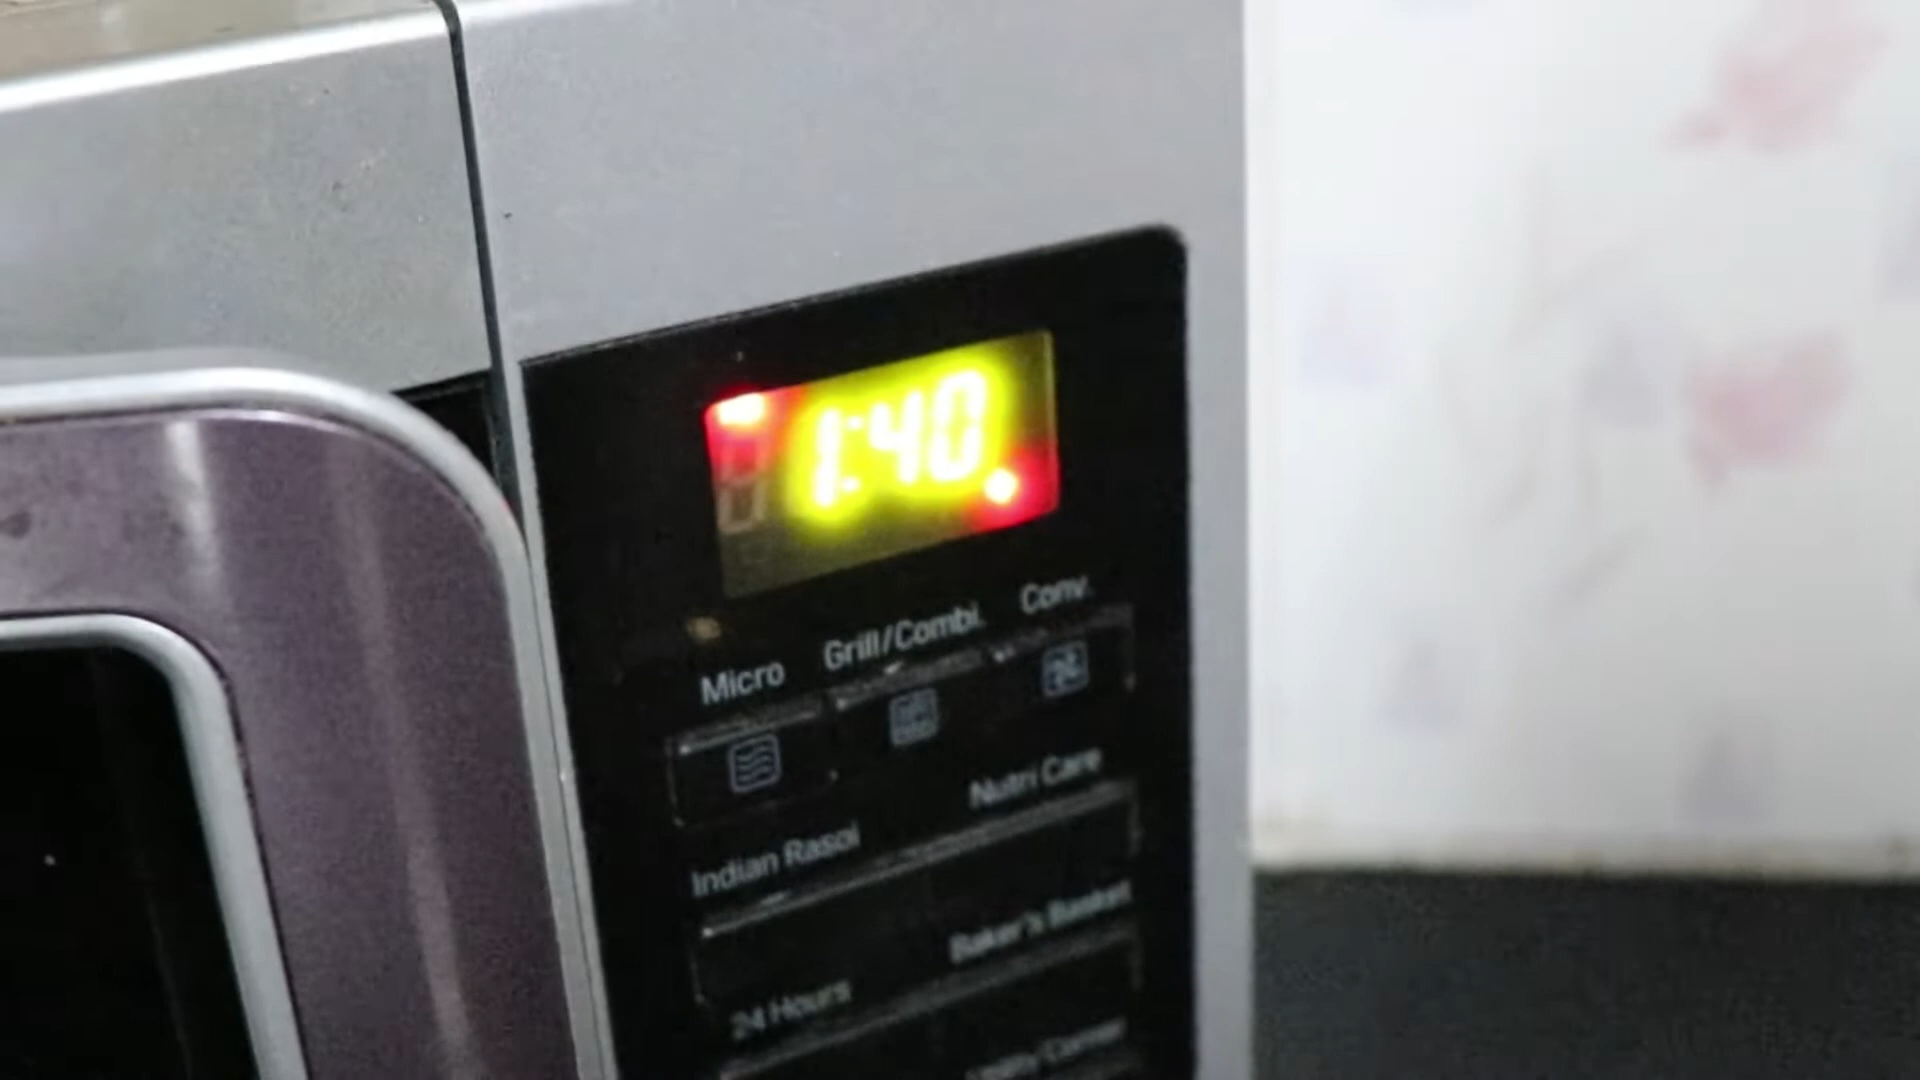 1:40
Micro Grill/Combi. Conv.
Indian Rasoi Nutri Care
24 Hours Baker's Basket